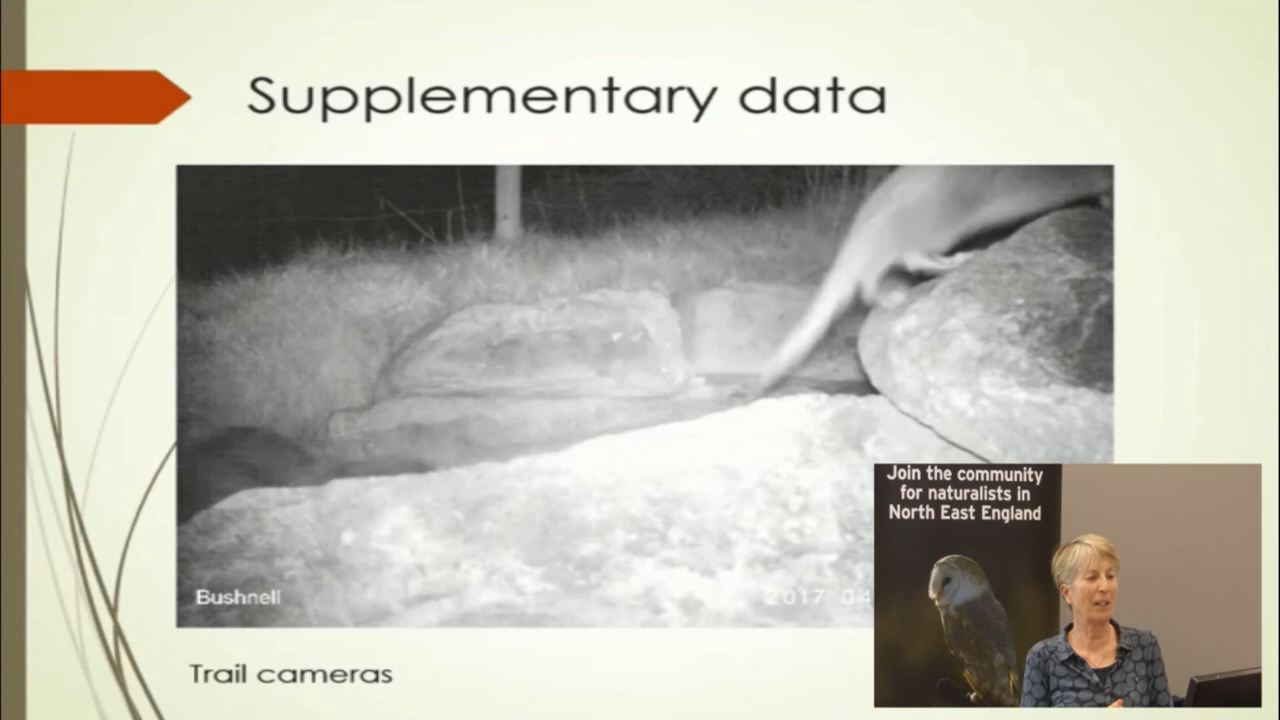 Supplementary data
Bushnell
2017 04
Trail cameras
Join the community
for naturalists in
North East England